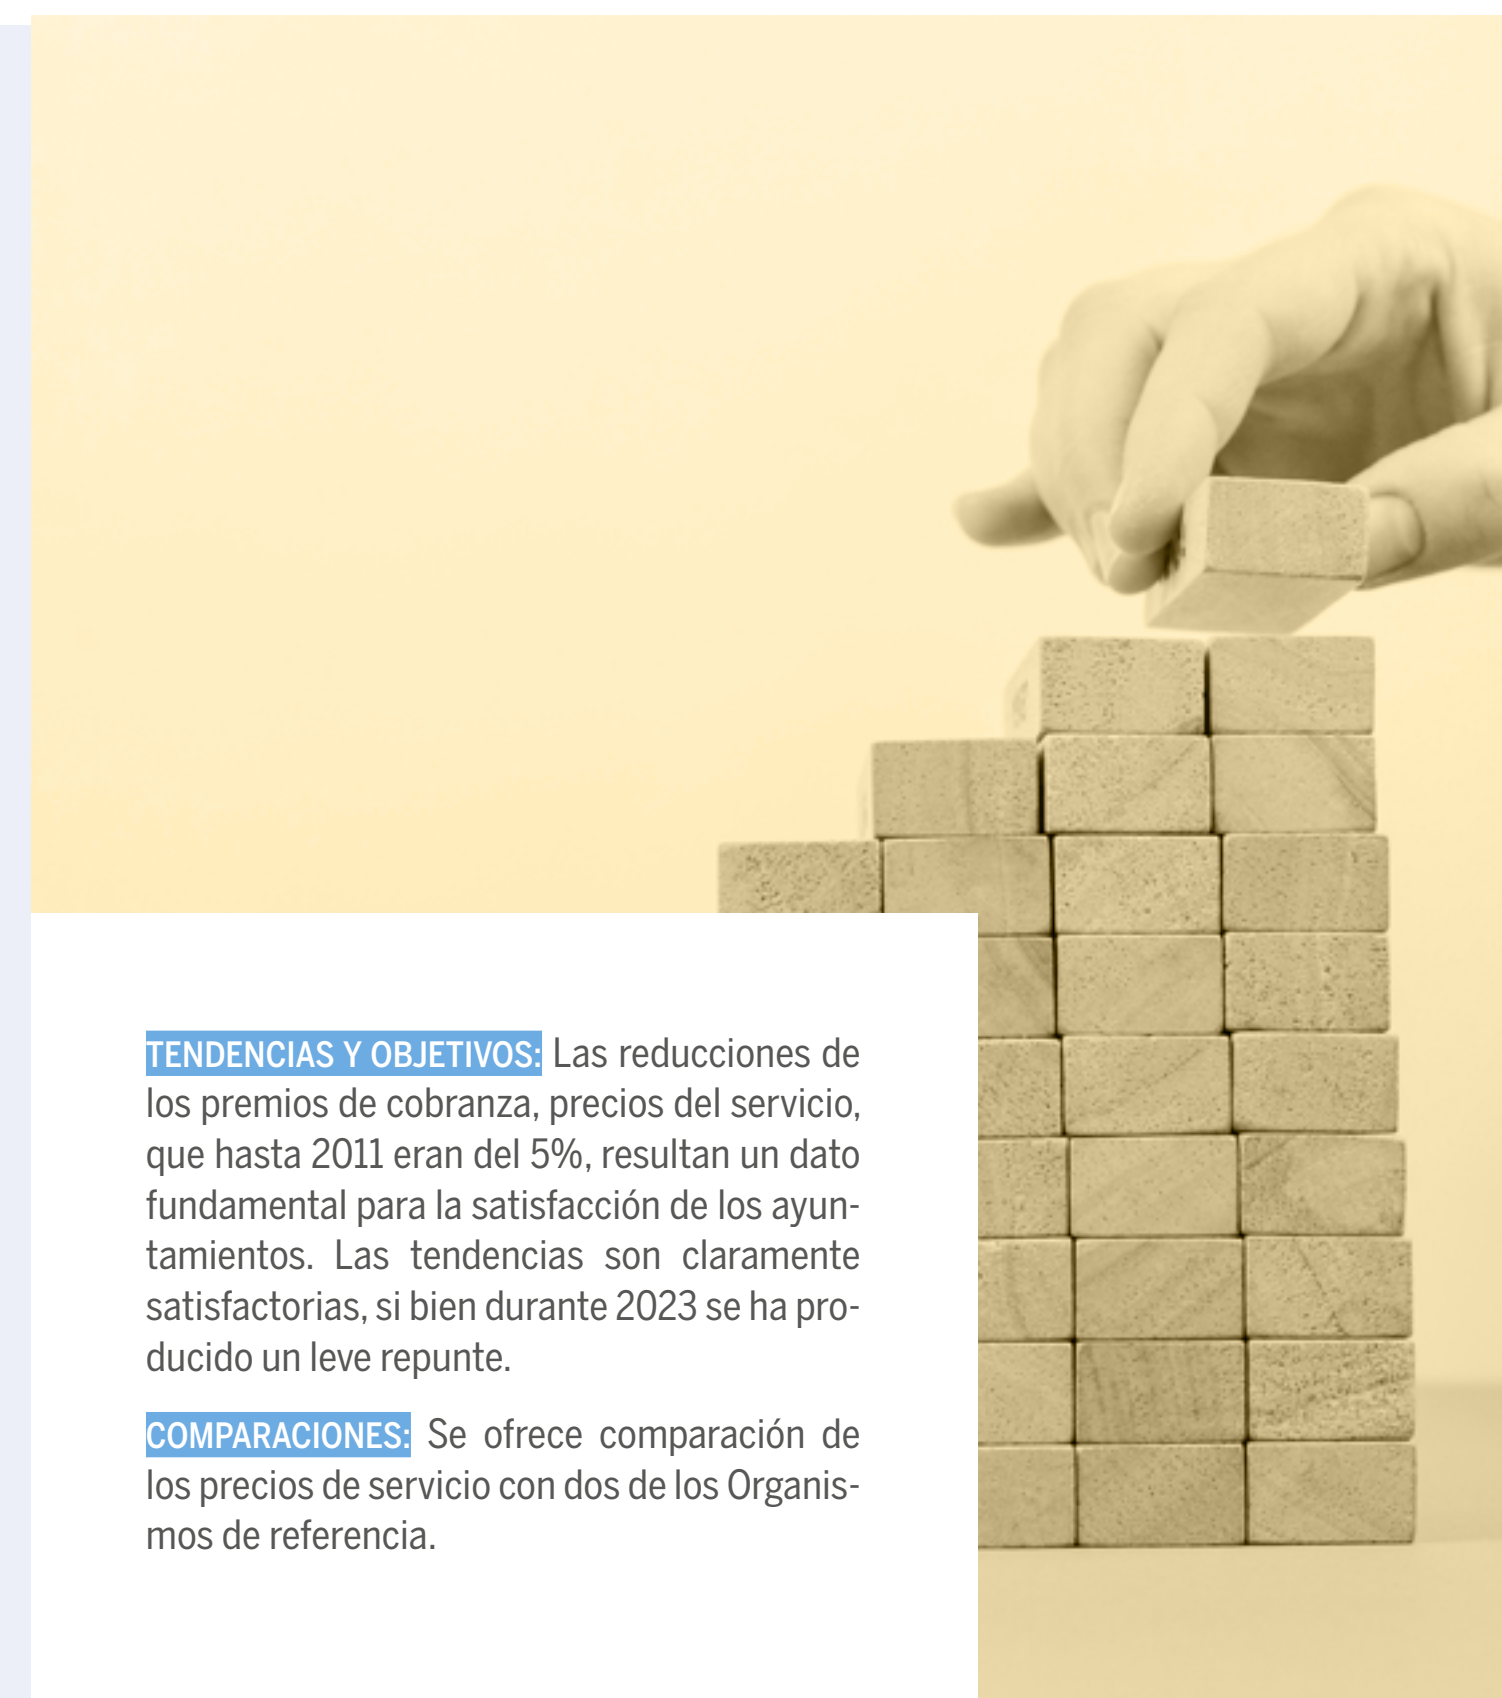 TENDENCIAS Y OBJETIVOS: Las reducciones de
los premios de cobranza, precios del servicio,
que hasta 2011 eran del 5%, resultan un dato
fundamental para la satisfacción de los ayun-
tamientos. Las tendencias son claramente
satisfactorias, si bien durante 2023 se ha pro-
ducido un leve repunte.
COMPARACIONES: Se ofrece comparación de
los precios de servicio con dos de los Organis-
mos de referencia.